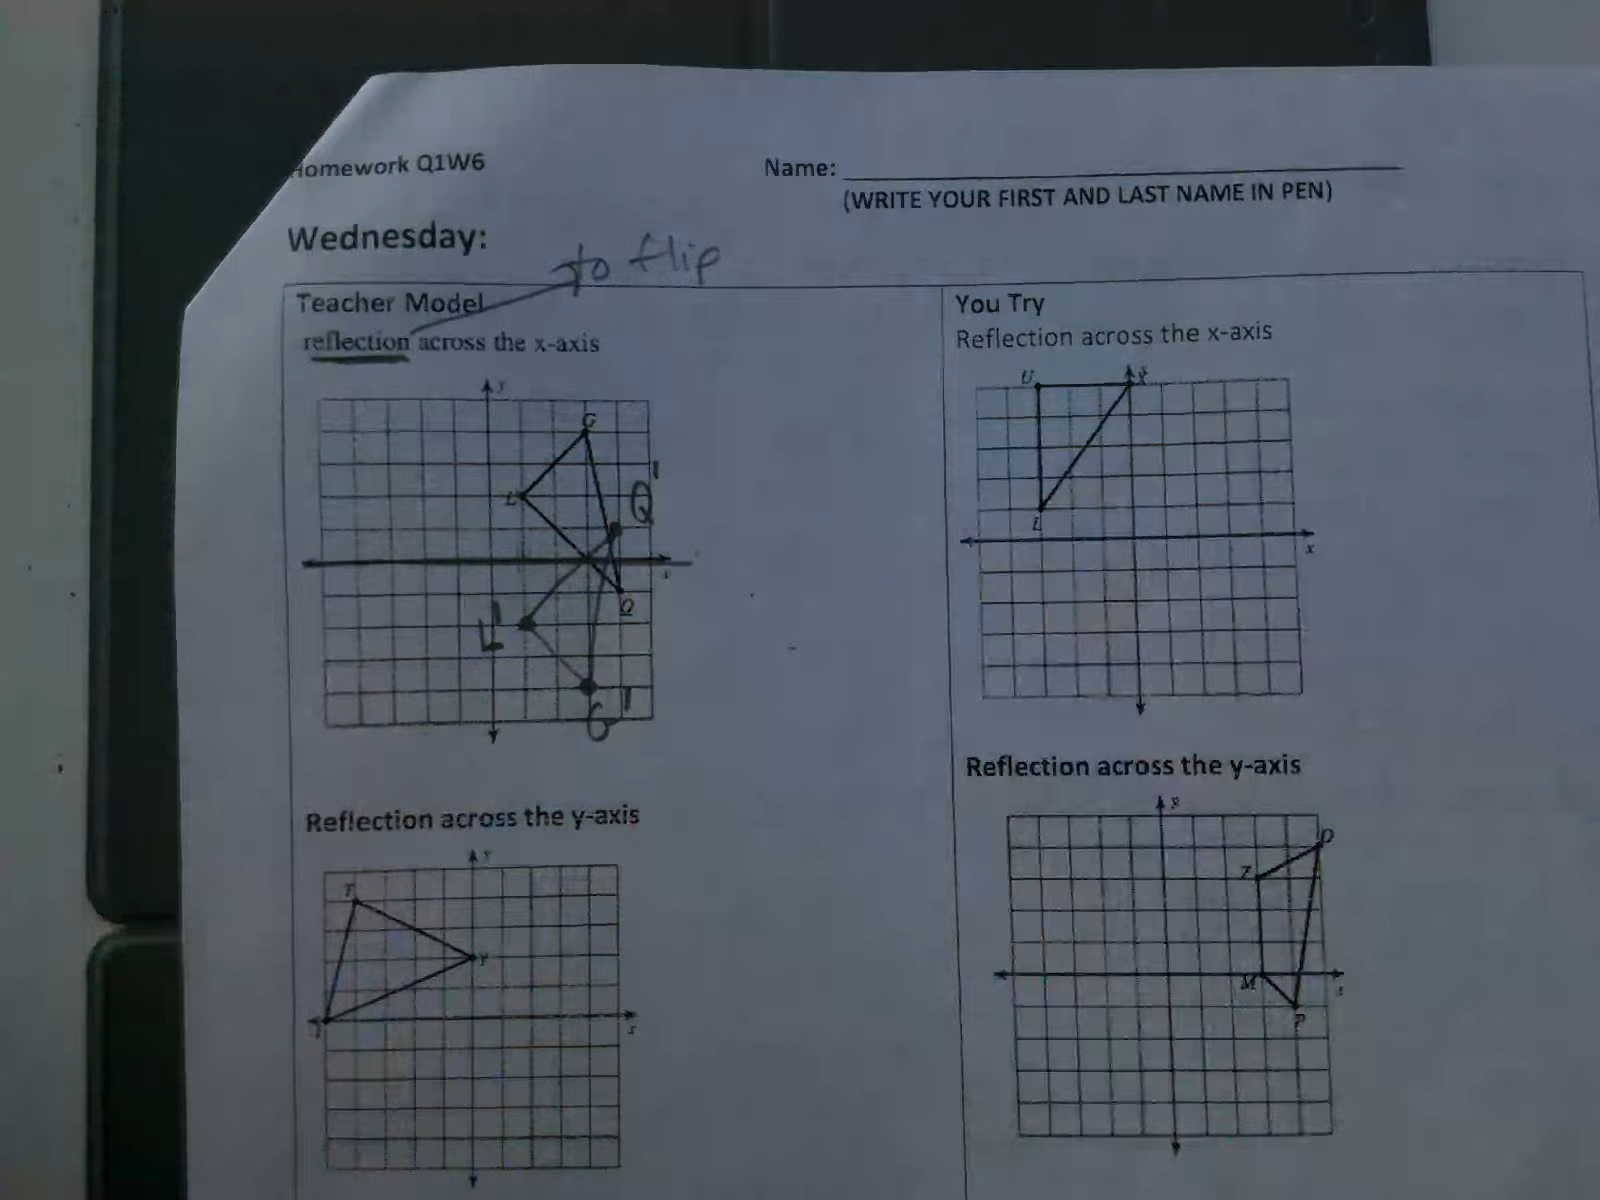 Homework Q1W6
Name:
(WRITE YOUR FIRST AND LAST NAME IN PEN)
Wednesday:
to flip
Teacher Model
reflection across the x-axis
y
G
L
Q'
x
Q
L'
G'
You Try
Reflection across the x-axis
U
L
x
Reflection across the y-axis
y
T
Y
x
Reflection across the y-axis
y
D
Z
M
P
x